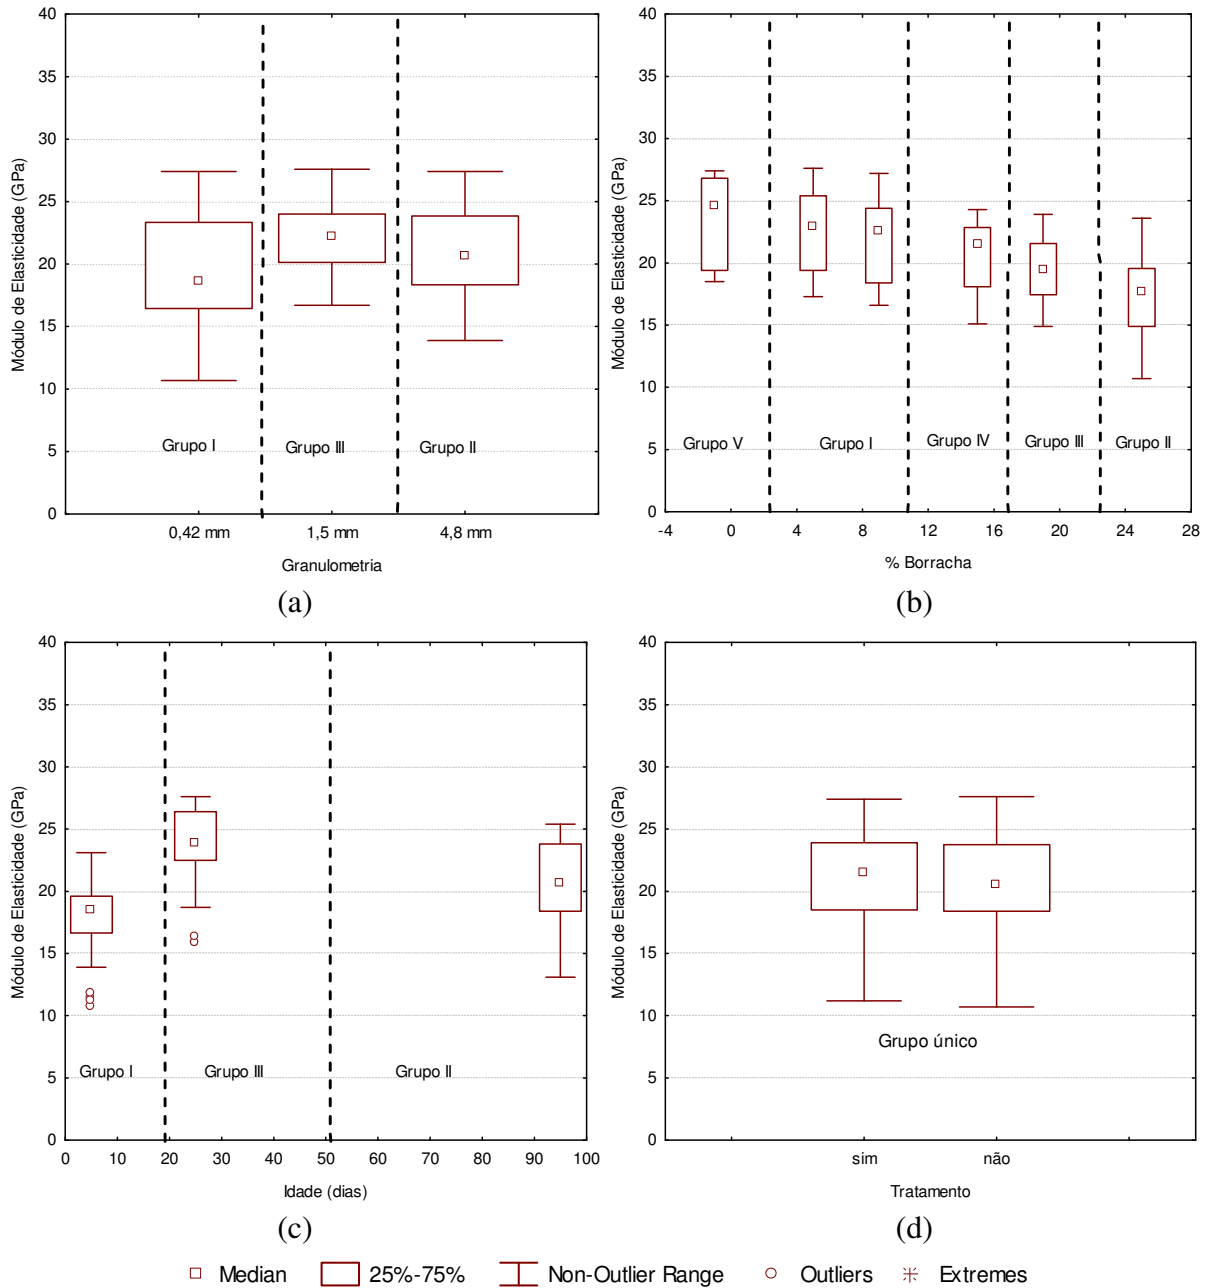 40
35
30
25
20
15
10
5
0
Módulo de Elasticidade (GPa)
Grupo I
Grupo III
Grupo II
0,42 mm 1,5 mm 4,8 mm
Granulometria
(a)
40
35
30
25
20
15
10
5
0
Módulo de Elasticidade (GPa)
Grupo V
Grupo I
Grupo IV
Grupo III
Grupo II
-4 0 4 8 12 16 20 24 28
% Borracha
(b)
40
35
30
25
20
15
10
5
0
Módulo de Elasticidade (GPa)
Grupo I
Grupo III
Grupo II
0 10 20 30 40 50 60 70 80 90 100
Idade (dias)
(c)
40
35
30
25
20
15
10
5
0
Módulo de Elasticidade (GPa)
Grupo único
sim não
Tratamento
(d)
Median 25%-75% Non-Outlier Range Outliers Extremes